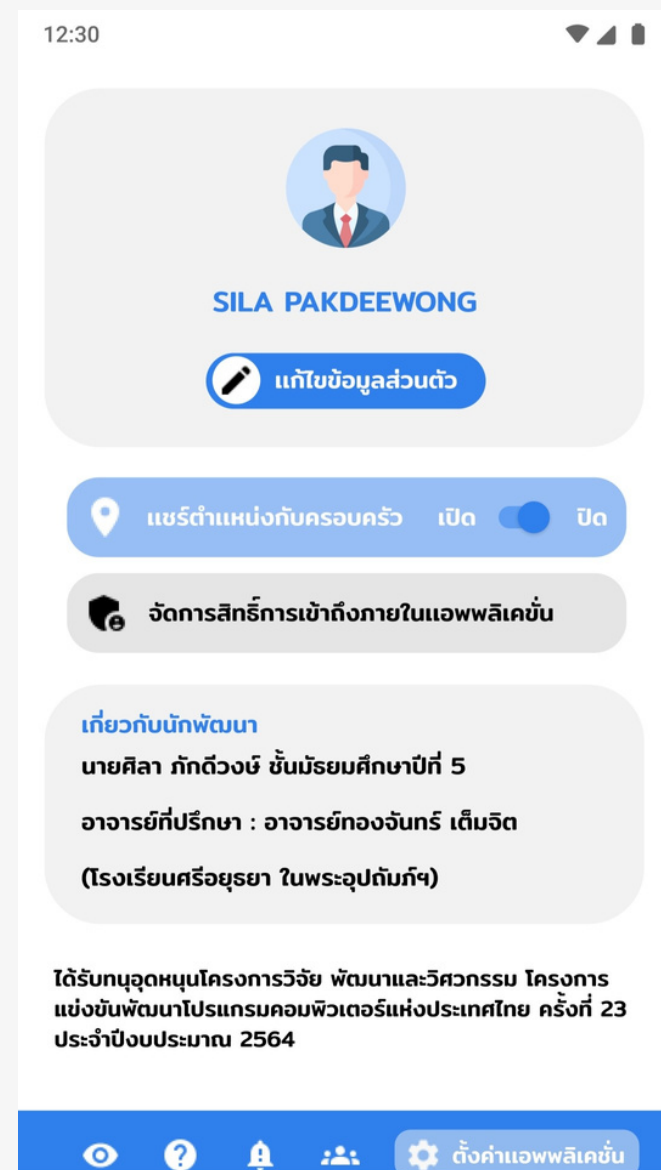 12:30
SILA PAKDEEWONG
แก้ไขข้อมูลส่วนตัว
แชร์ตำแหน่งกับครอบครัว เปิด ปิด
จัดการสิทธิ์การเข้าถึงภายในแอพพลิเคชั่น
เกี่ยวกับนักพัฒนา
นายศิลา ภักดีวงษ์ ชั้นมัธยมศึกษาปีที่ 5
อาจารย์ที่ปรึกษา : อาจารย์ทองจันทร์ เต็มจิต
(โรงเรียนศรีอยุธยา ในพระอุปถัมภ์ฯ)
ได้รับทุนอุดหนุนโครงการวิจัย พัฒนาและวิศวกรรม โครงการ
แข่งขันพัฒนาโปรแกรมคอมพิวเตอร์แห่งประเทศไทย ครั้งที่ 23
ประจำปีงบประมาณ 2564
ตั้งค่าแอพพลิเคชั่น